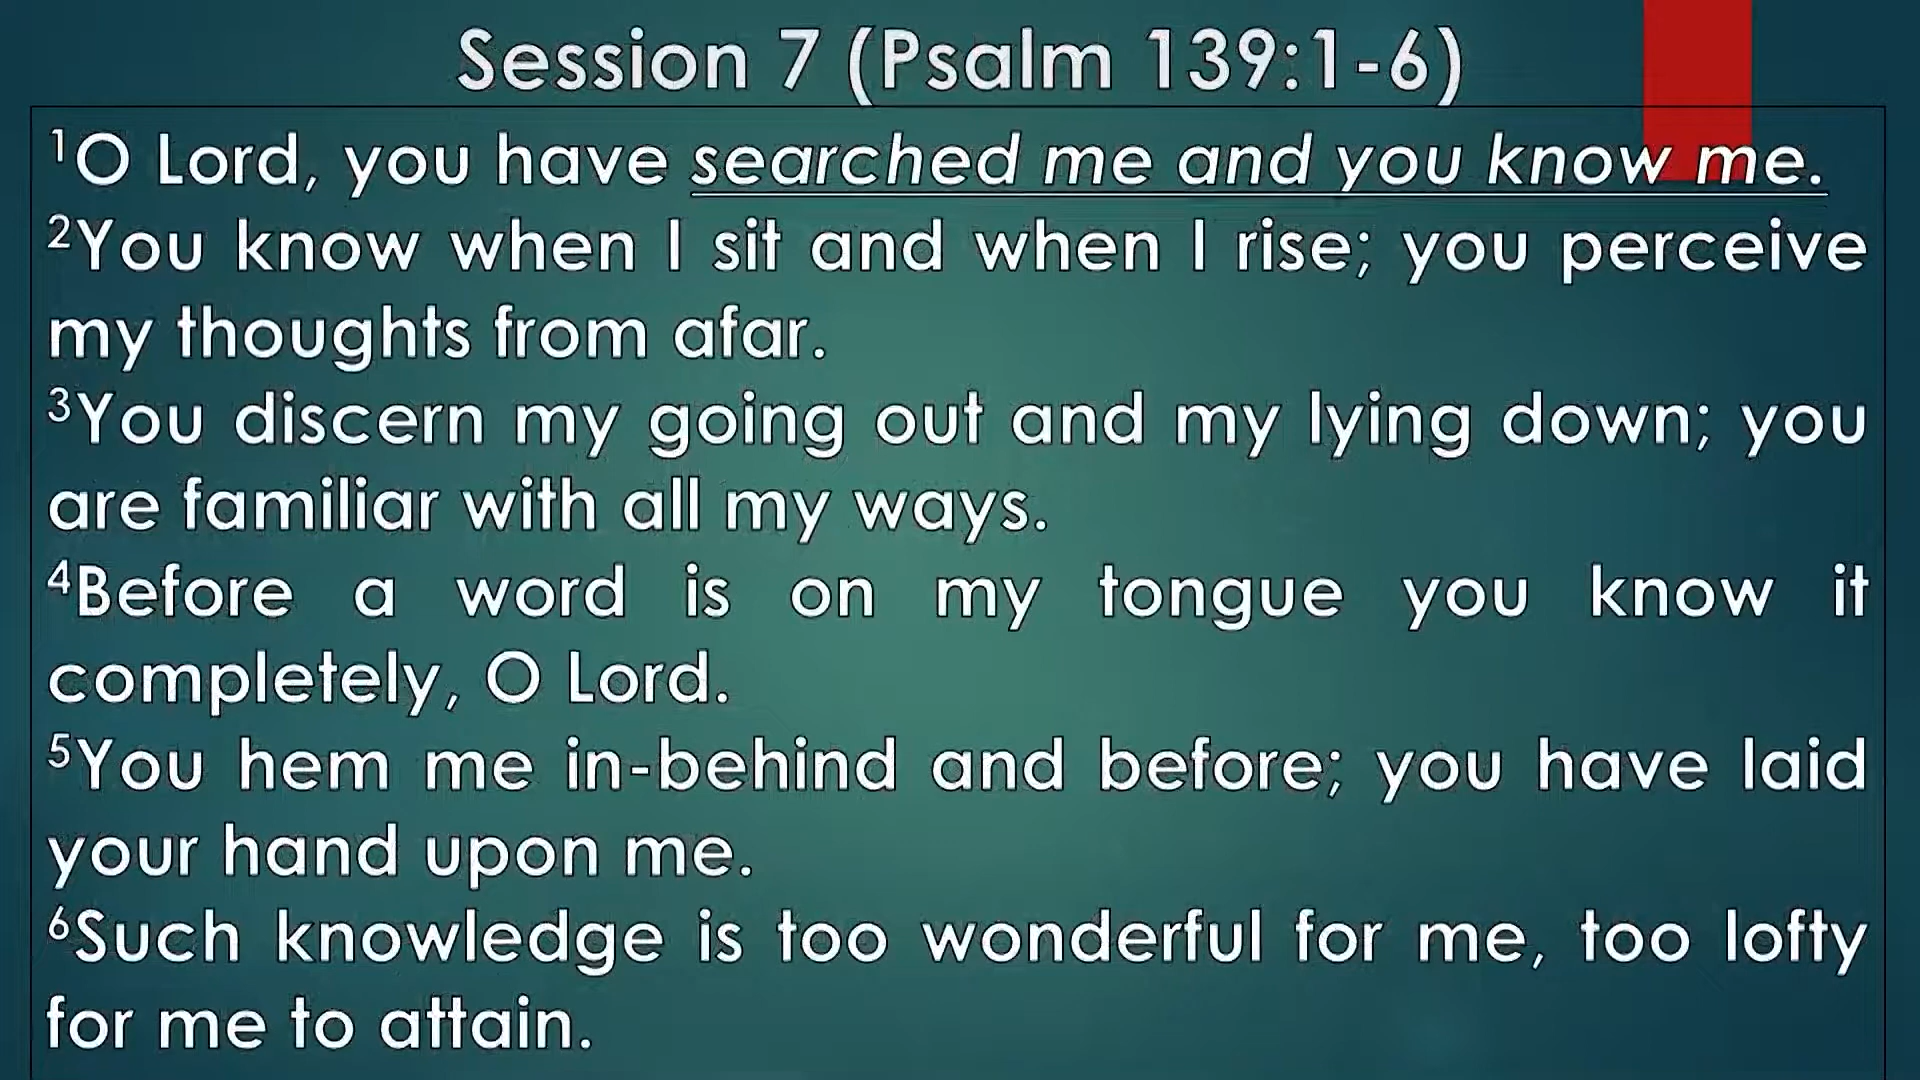 Session 7 (Psalm 139:1-6)
¹O Lord, you have searched me and you know me.
²You know when I sit and when I rise; you perceive
my thoughts from afar.
³You discern my going out and my lying down; you
are familiar with all my ways.
⁴Before a word is on my tongue you know it
completely, O Lord.
⁵You hem me in-behind and before; you have laid
your hand upon me.
⁶Such knowledge is too wonderful for me, too lofty
for me to attain.